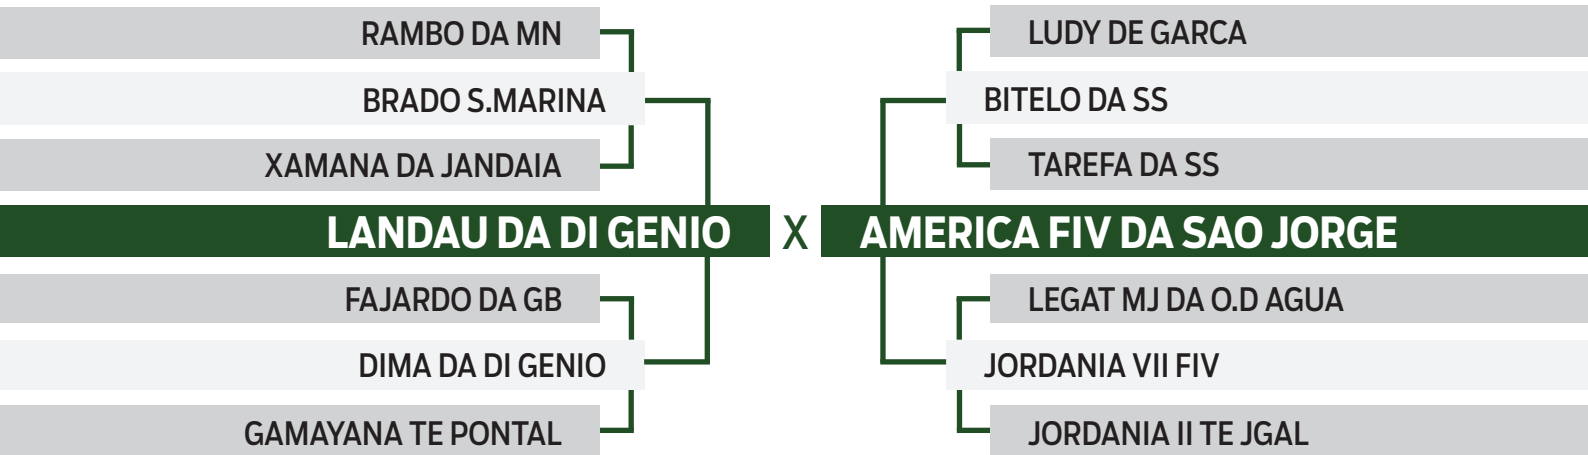 RAMBO DA MN
BRADO S.MARINA
XAMANA DA JANDAIA
LANDAU DA DI GENIO
FAJARDO DA GB
DIMA DA DI GENIO
GAMAYANA TE PONTAL
X
LUDY DE GARCA
BITELO DA SS
TAREFA DA SS
AMERICA FIV DA SAO JORGE
LEGAT MJ DA O.D AGUA
JORDANIA VII FIV
JORDANIA II TE JGAL